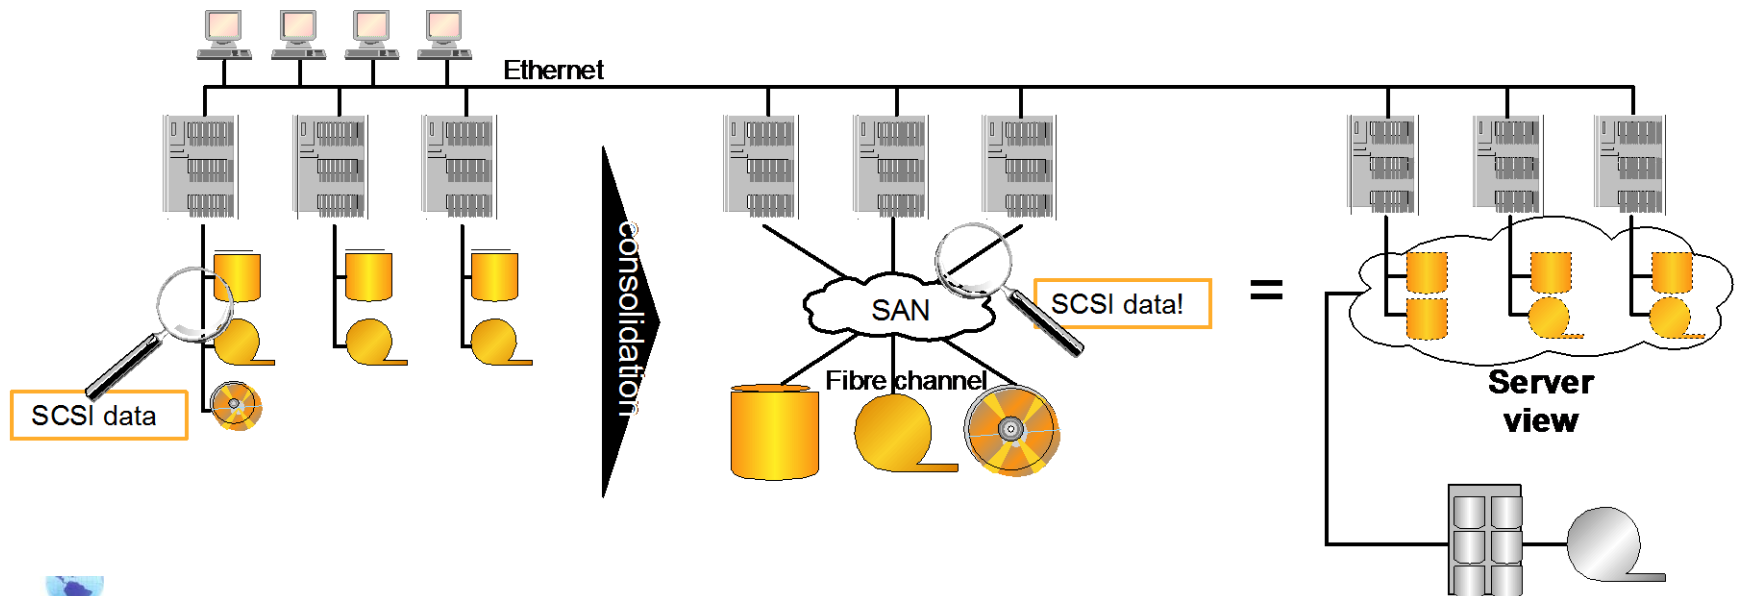 Ethernet
consolidation
SCSI data
SAN
SCSI data!
Fibre channel
=
Server
view